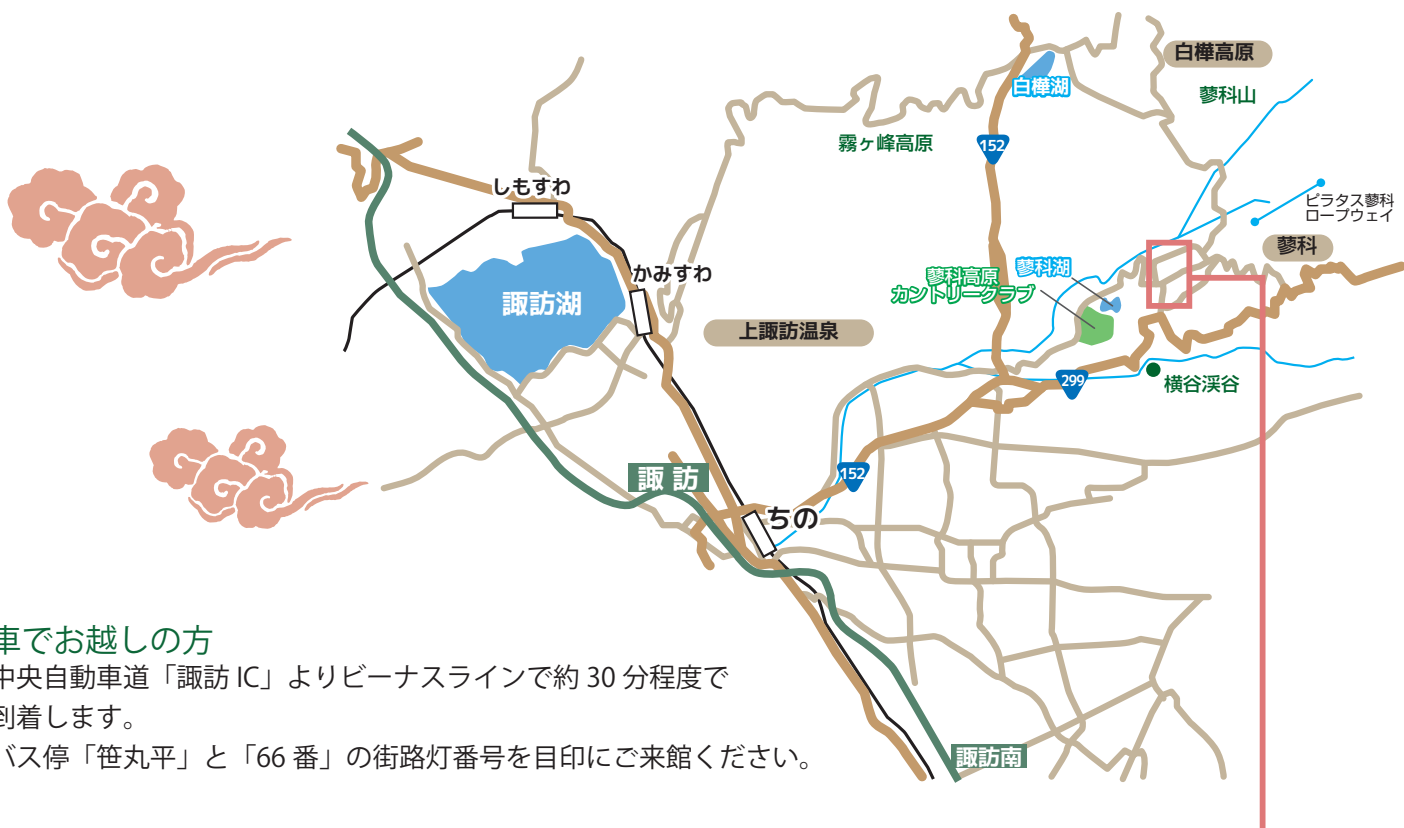 白樺高原
白樺湖
蓼科山
霧ヶ峰高原
152
しもすわ
ピラタス蓼科
ロープウェイ
蓼科
かみすわ
蓼科高原
カントリークラブ
蓼科湖
諏訪湖
上諏訪温泉
299
横谷渓谷
諏訪
152
ちの
車でお越しの方
中央自動車道「諏訪 IC」よりビーナスラインで約 30 分程度で
到着します。
バス停「笹丸平」と「66 番」の街路灯番号を目印にご来館ください。
諏訪南